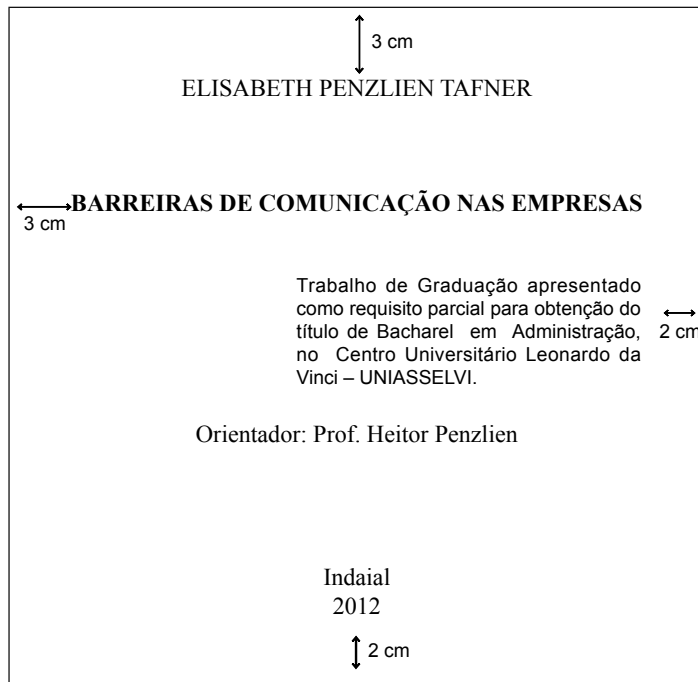 3 cm
ELISABETH PENZLIEN TAFNER
BARREIRAS DE COMUNICAÇÃO NAS EMPRESAS
3 cm
Trabalho de Graduação apresentado
como requisito parcial para obtenção do
título de Bacharel em Administração,
no Centro Universitário Leonardo da
Vinci – UNIASSELVI.
2 cm
Orientador: Prof. Heitor Penzlien
Indaial
2012
2 cm